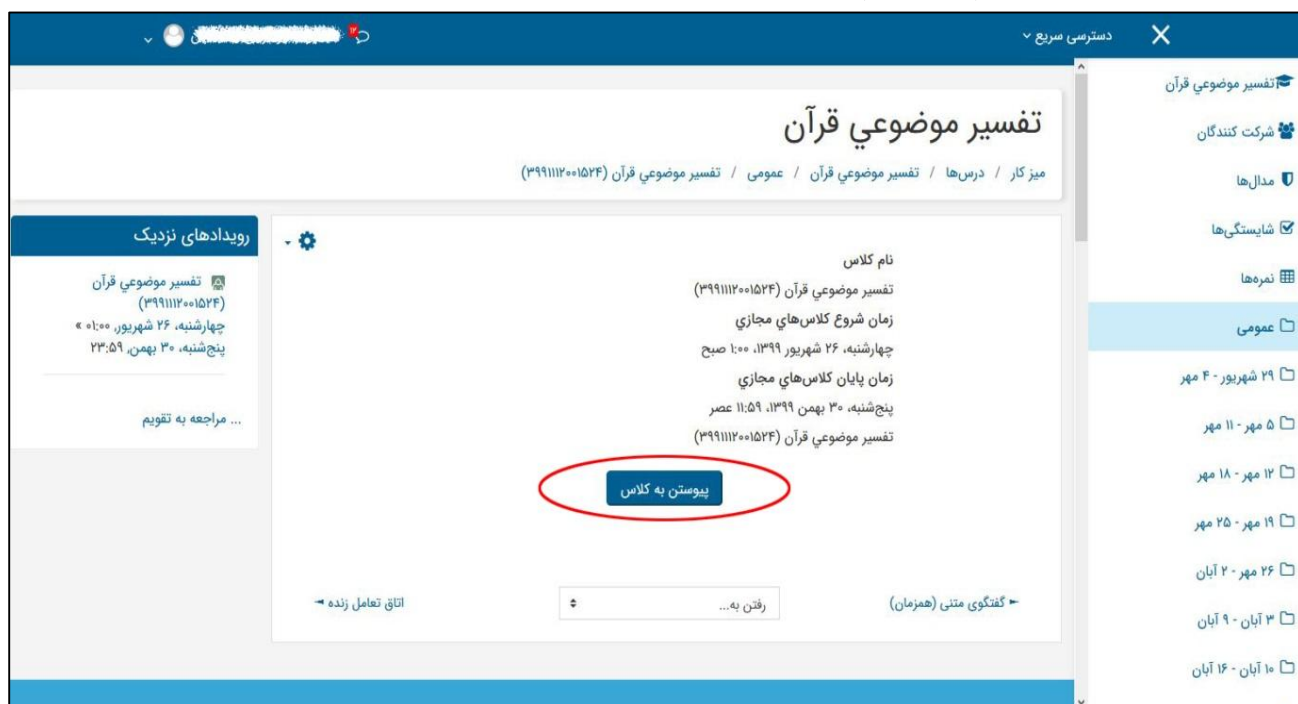 دسترسی سریع
۱۲
تفسیر موضوعي قرآن
شرکت کنندگان
مدال‌ها
شایستگی‌ها
نمره‌ها
عمومی
۲۹ شهریور - ۴ مهر
۵ مهر - ۱۱ مهر
۱۲ مهر - ۱۸ مهر
۱۹ مهر - ۲۵ مهر
۲۶ مهر - ۲ آبان
۳ آبان - ۹ آبان
۱۰ آبان - ۱۶ آبان
تفسیر موضوعي قرآن
میز کار / درس‌ها / تفسیر موضوعي قرآن / عمومی / تفسیر موضوعي قرآن (۳۹۹۱۱۱۲۰۰۱۵۲۴)
نام کلاس
تفسیر موضوعي قرآن (۳۹۹۱۱۱۲۰۰۱۵۲۴)
زمان شروع کلاس‌هاي مجازي
چهارشنبه، ۲۶ شهریور ۱۳۹۹، ۱:۰۰ صبح
زمان پایان کلاس‌هاي مجازي
پنج‌شنبه، ۳۰ بهمن ۱۳۹۹، ۱۱:۵۹ عصر
تفسیر موضوعي قرآن (۳۹۹۱۱۱۲۰۰۱۵۲۴)
پیوستن به کلاس
◄ گفتگوی متنی (همزمان)
رفتن به...
اتاق تعامل زنده ►
رویدادهای نزدیک
تفسیر موضوعي قرآن
(۳۹۹۱۱۱۲۰۰۱۵۲۴)
چهارشنبه، ۲۶ شهریور, ۰۱:۰۰ »
پنج‌شنبه، ۳۰ بهمن, ۲۳:۵۹
مراجعه به تقویم ...